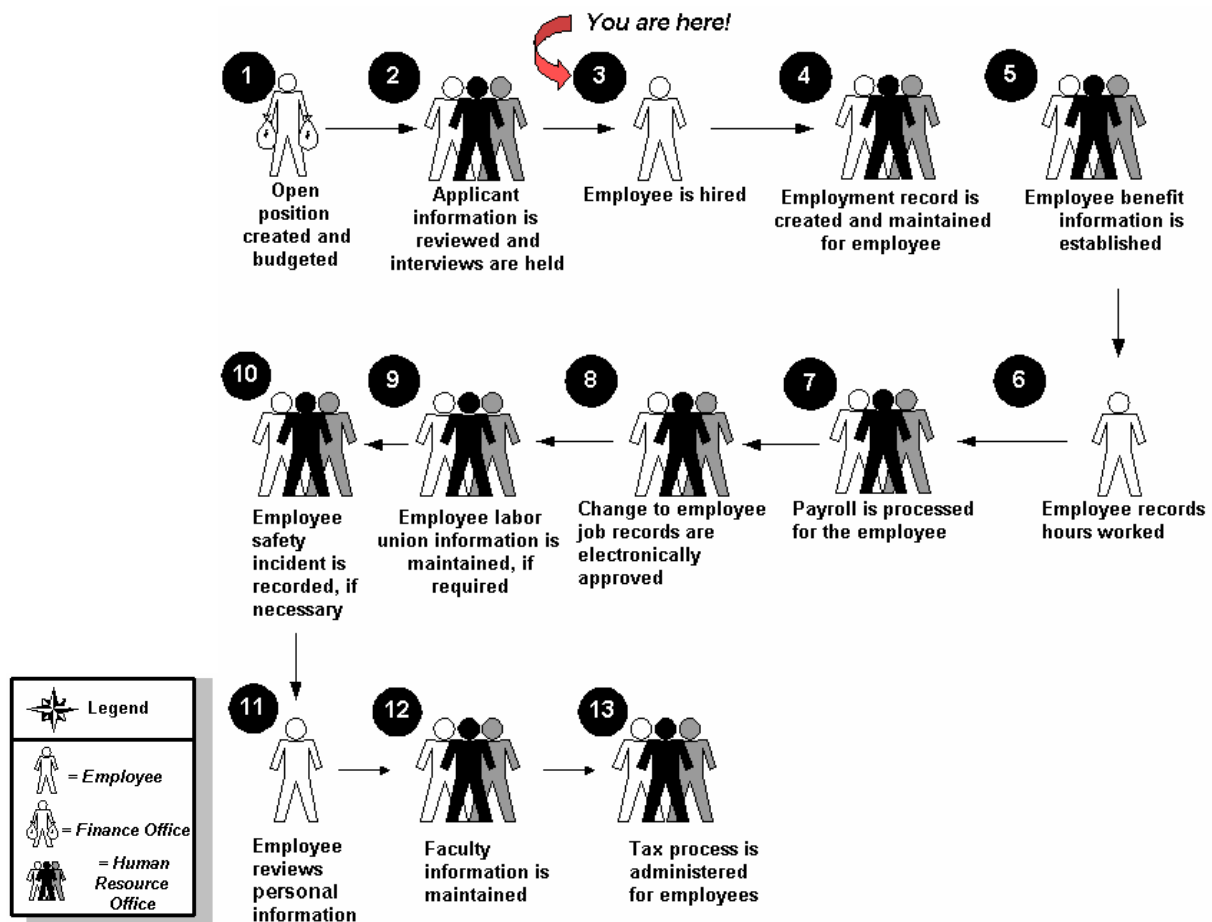 You are here!
1
Open
position
created and
budgeted
2
Applicant
information is
reviewed and
interviews are held
3
Employee is hired
4
Employment record is
created and maintained
for employee
5
Employee benefit
information is
established
6
Employee records
hours worked
7
Payroll is processed
for the employee
8
Change to employee
job records are
electronically
approved
9
Employee labor
union information is
maintained, if
required
10
Employee
safety
incident is
recorded, if
necessary
11
Employee
reviews
personal
information
12
Faculty
information is
maintained
13
Tax process is
administered
for employees
Legend
= Employee
= Finance Office
= Human
Resource
Office